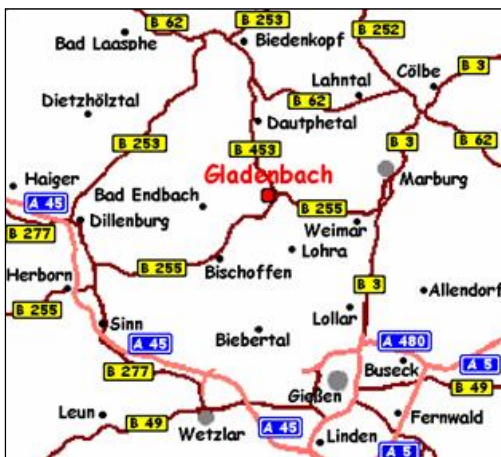 B 62
B 253
B 252
Bad Laasphe
Biedenkopf
B 3
Cölbe
Lahntal
B 62
Dietzhölztal
Dautphetal
B 253
B 453
B 3
B 62
Haiger
Gladenbach
Marburg
A 45
Bad Endbach
B 255
Dillenburg
Weimar
B 277
Lohra
B 255
Bischoffen
Herborn
B 3
Allendorf
B 255
Lollar
Sinn
Biebertal
A 45
A 480
Buseck
A 5
B 277
Gießen
B 49
Leun
Fernwald
B 49
Wetzlar
A 45
Linden
A 5